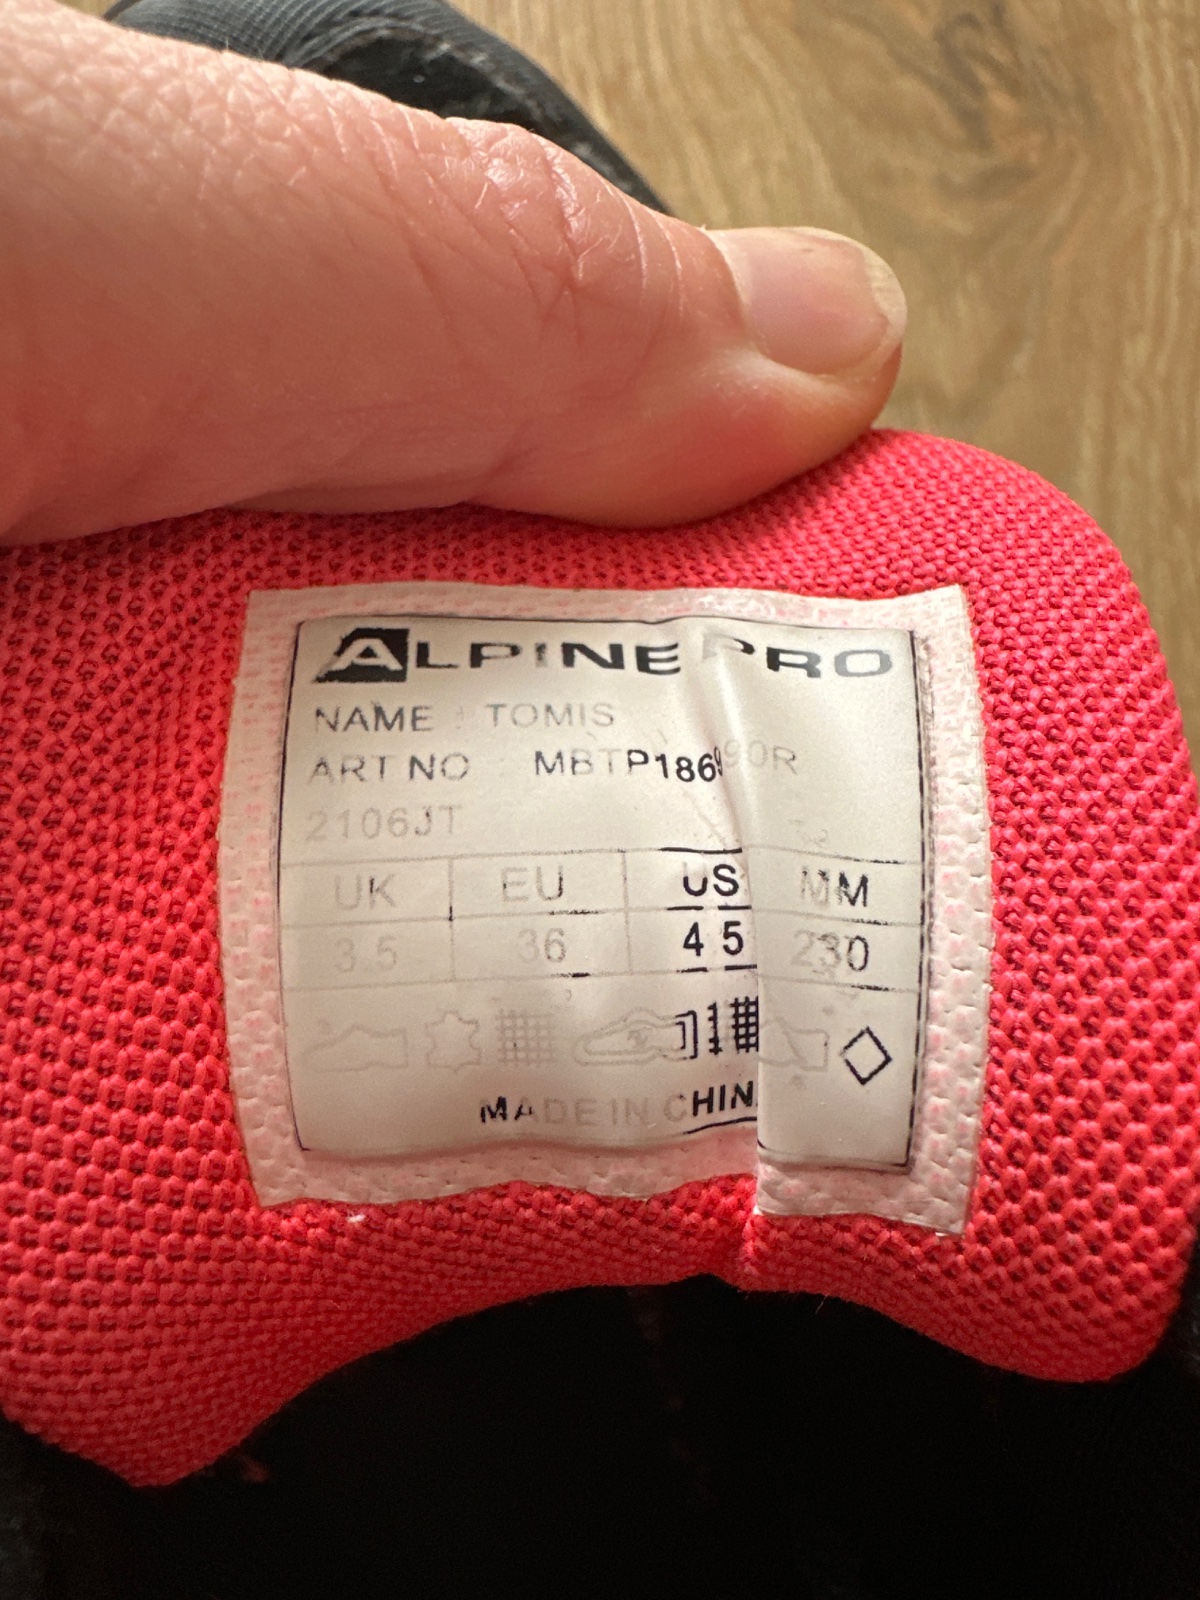 ALPINE PRO
NAME : TOMIS
ART NO MBTP186990R
2106JT
UK EU US MM
3.5 36 4 5 230
MADE IN CHINA